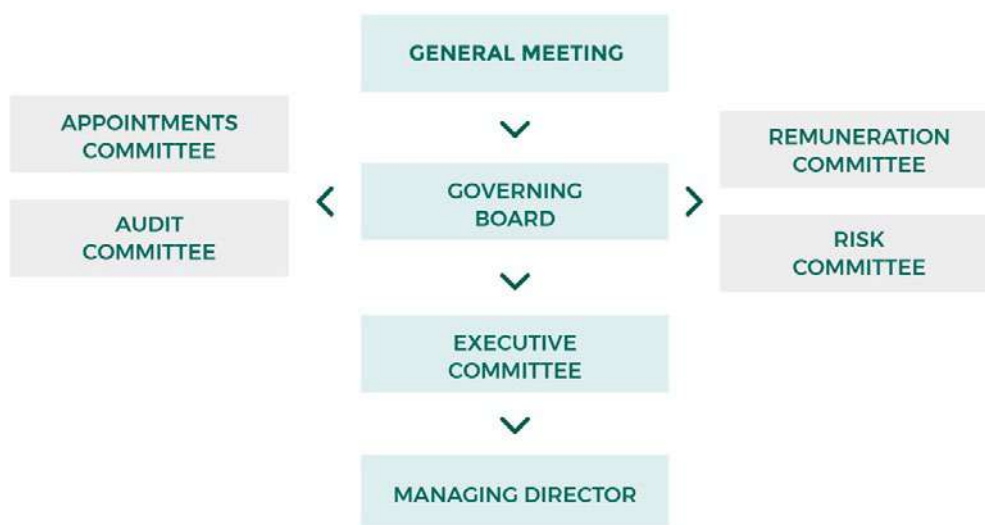 GENERAL MEETING
APPOINTMENTS
COMMITTEE
AUDIT
COMMITTEE
GOVERNING
BOARD
REMUNERATION
COMMITTEE
RISK
COMMITTEE
EXECUTIVE
COMMITTEE
MANAGING DIRECTOR